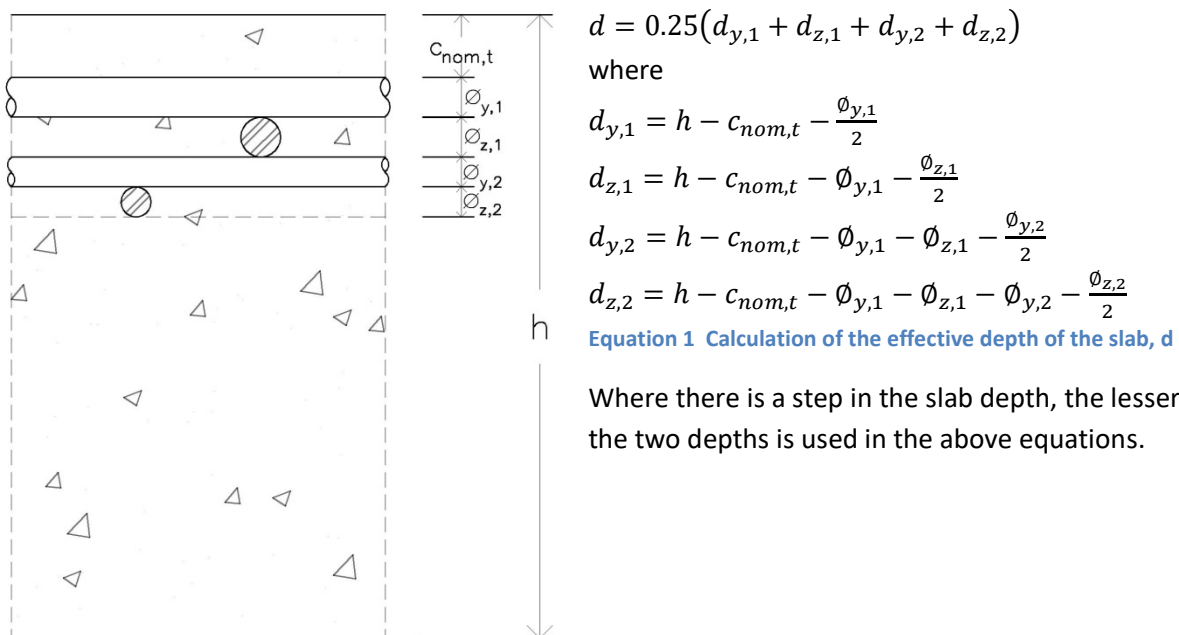 c_nom,t
Ø_y,1
Ø_z,1
Ø_y,2
Ø_z,2
h
d = 0.25(d_y,1 + d_z,1 + d_y,2 + d_z,2)
where
d_y,1 = h − c_nom,t − Ø_y,1/2
d_z,1 = h − c_nom,t − Ø_y,1 − Ø_z,1/2
d_y,2 = h − c_nom,t − Ø_y,1 − Ø_z,1 − Ø_y,2/2
d_z,2 = h − c_nom,t − Ø_y,1 − Ø_z,1 − Ø_y,2 − Ø_z,2/2
Equation 1 Calculation of the effective depth of the slab, d
Where there is a step in the slab depth, the lesser
the two depths is used in the above equations.